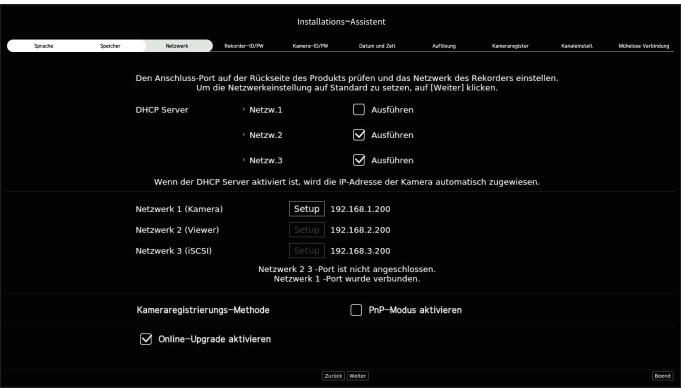 Installations-Assistent
Sprache Speicher Netzwerk Rekorder-ID/PW Kamera-ID/PW Datum und Zeit Auflösung Kameraregister Kanaleinstell. Mühelose Verbindung
Den Anschluss-Port auf der Rückseite des Produkts prüfen und das Netzwerk des Rekorders einstellen.
Um die Netzwerkeinstellung auf Standard zu setzen, auf [Weiter] klicken.
DHCP Server Netzw.1 Ausführen
Netzw.2 Ausführen
Netzw.3 Ausführen
Wenn der DHCP Server aktiviert ist, wird die IP-Adresse der Kamera automatisch zugewiesen.
Netzwerk 1 (Kamera) Setup 192.168.1.200
Netzwerk 2 (Viewer) Setup 192.168.2.200
Netzwerk 3 (iSCSI) Setup 192.168.3.200
Netzwerk 2 3 -Port ist nicht angeschlossen.
Netzwerk 1 -Port wurde verbunden.
Kameraregistrierungs-Methode PnP-Modus aktivieren
Online-Upgrade aktivieren
Zurück Weiter Beend